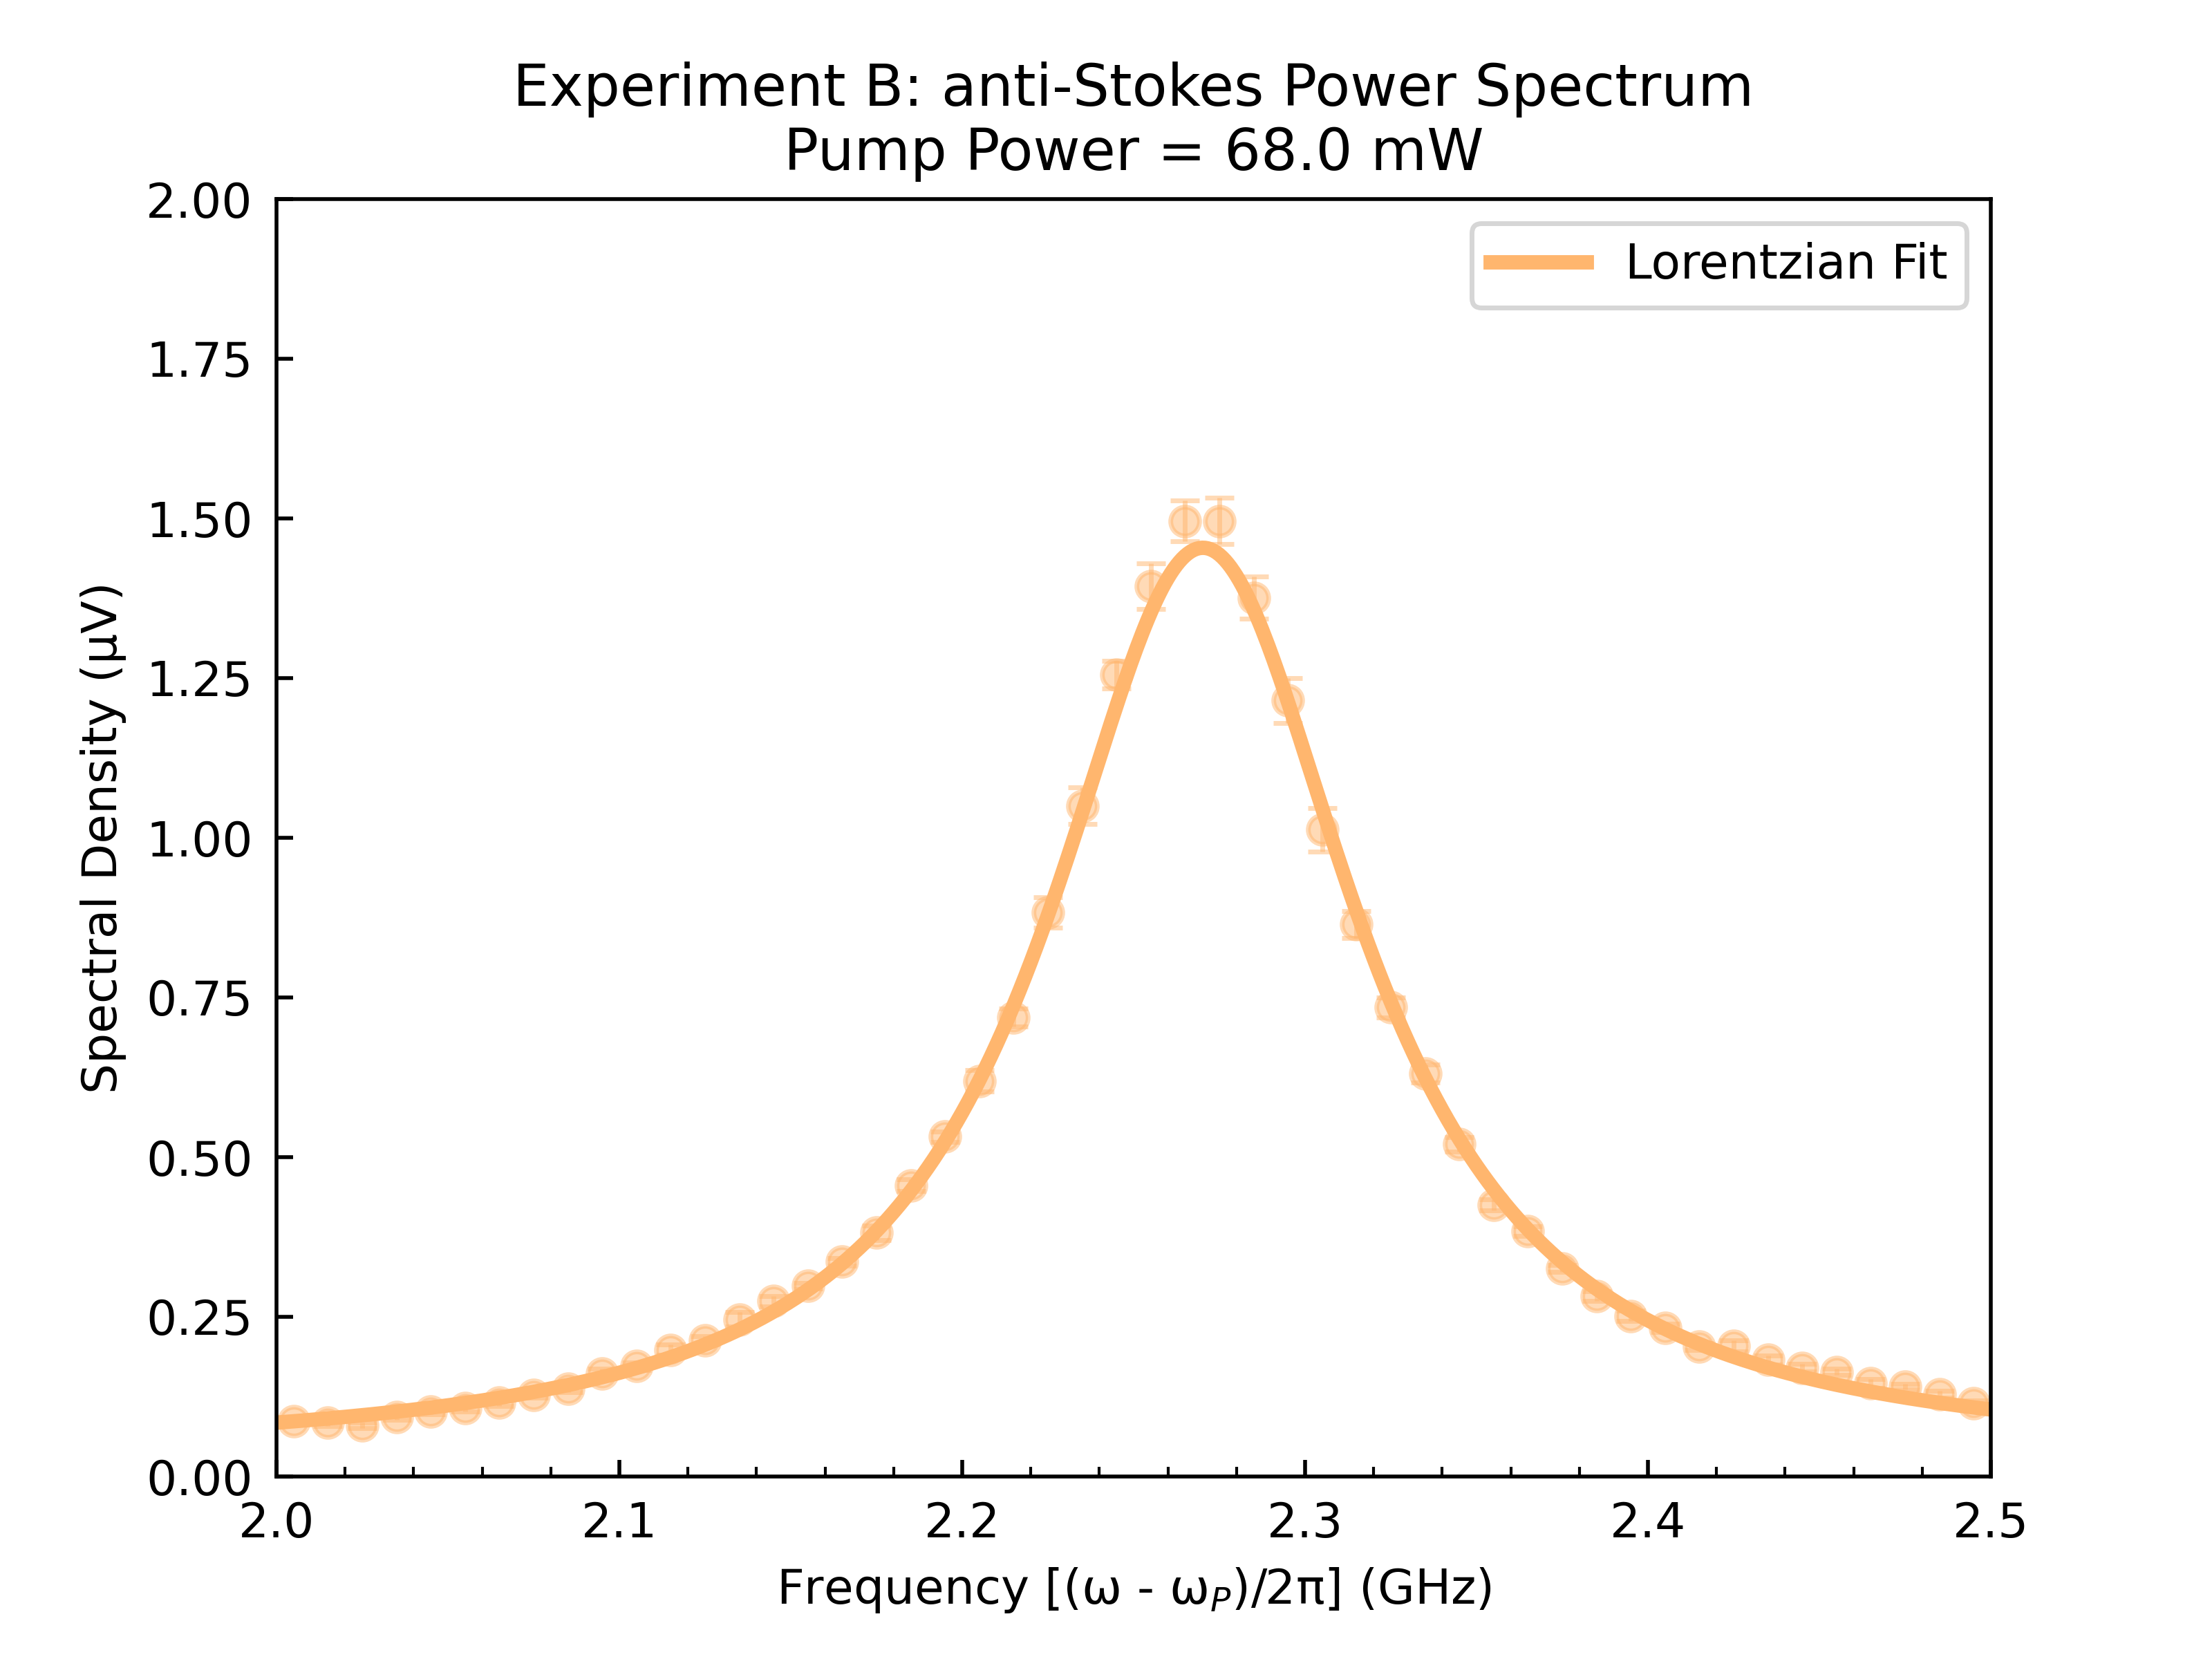 Experiment B: anti-Stokes Power Spectrum
Pump Power = 68.0 mW
Lorentzian Fit
Spectral Density (μV)
2.00
1.75
1.50
1.25
1.00
0.75
0.50
0.25
0.00
2.0 2.1 2.2 2.3 2.4 2.5
Frequency [(ω - ω_P)/2π] (GHz)